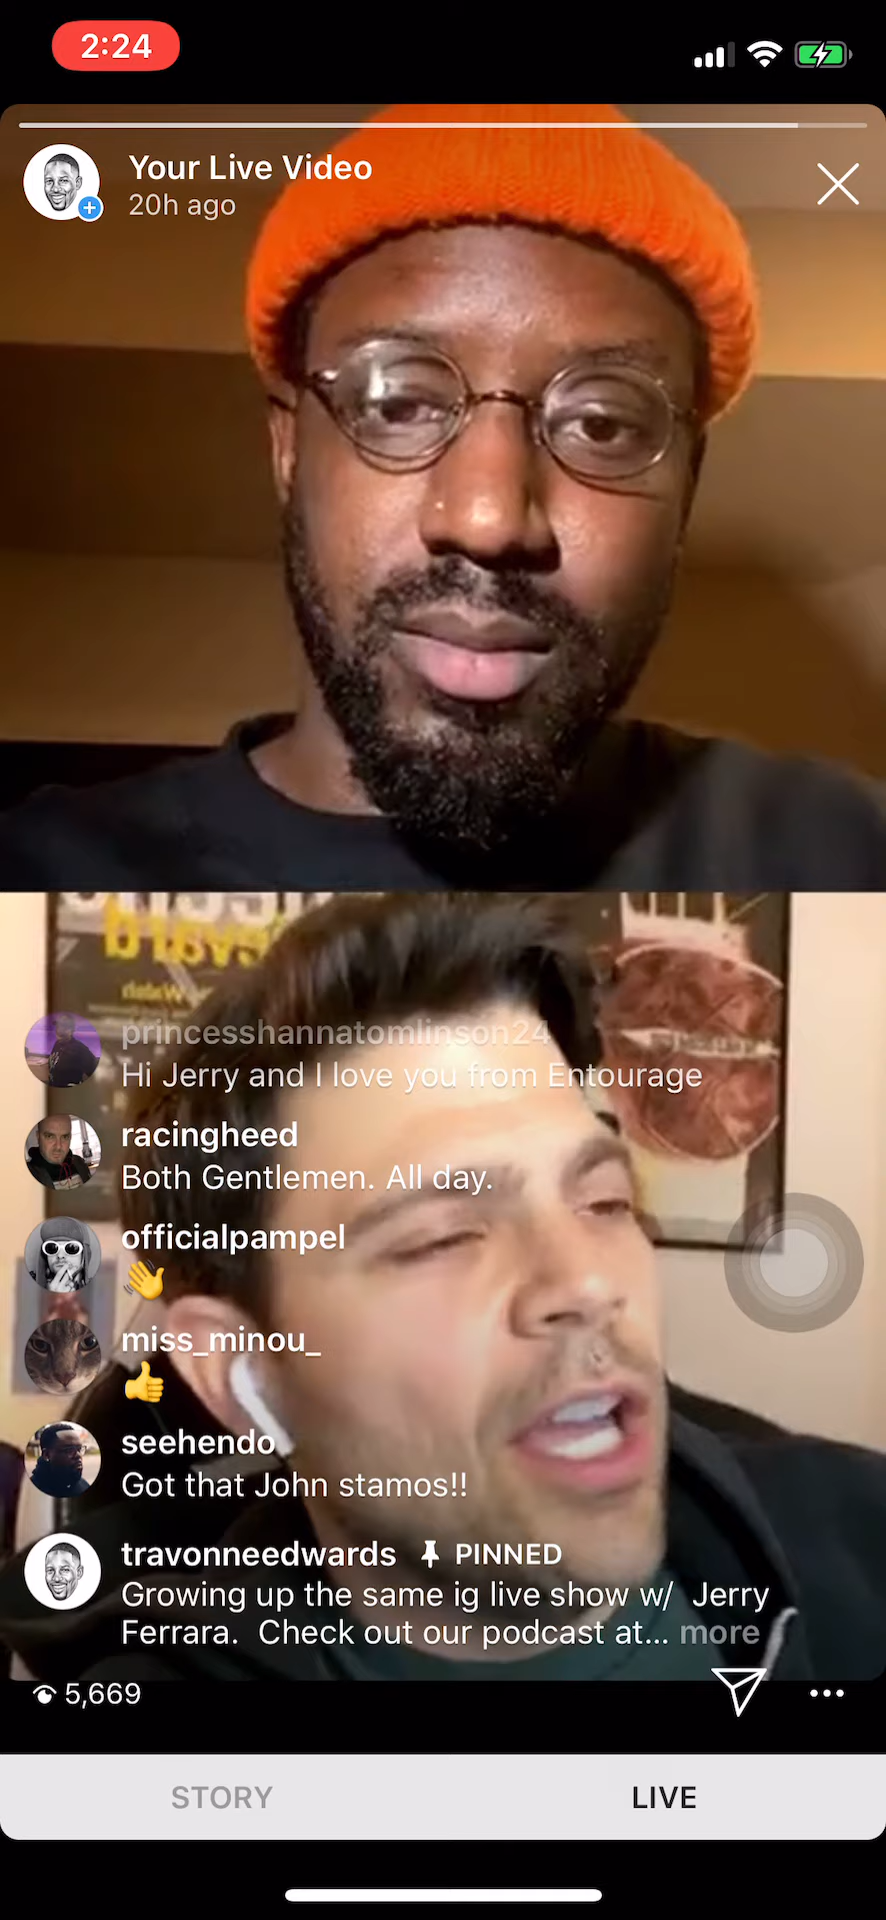 2:24
Your Live Video
20h ago
princesshannatomlinson24
Hi Jerry and I love you from Entourage
racingheed
Both Gentlemen. All day.
officialpampel
👋
miss_minou_
👍
seehendo
Got that John stamos!!
travonneedwards PINNED
Growing up the same ig live show w/ Jerry
Ferrara. Check out our podcast at... more
5,669
STORY LIVE